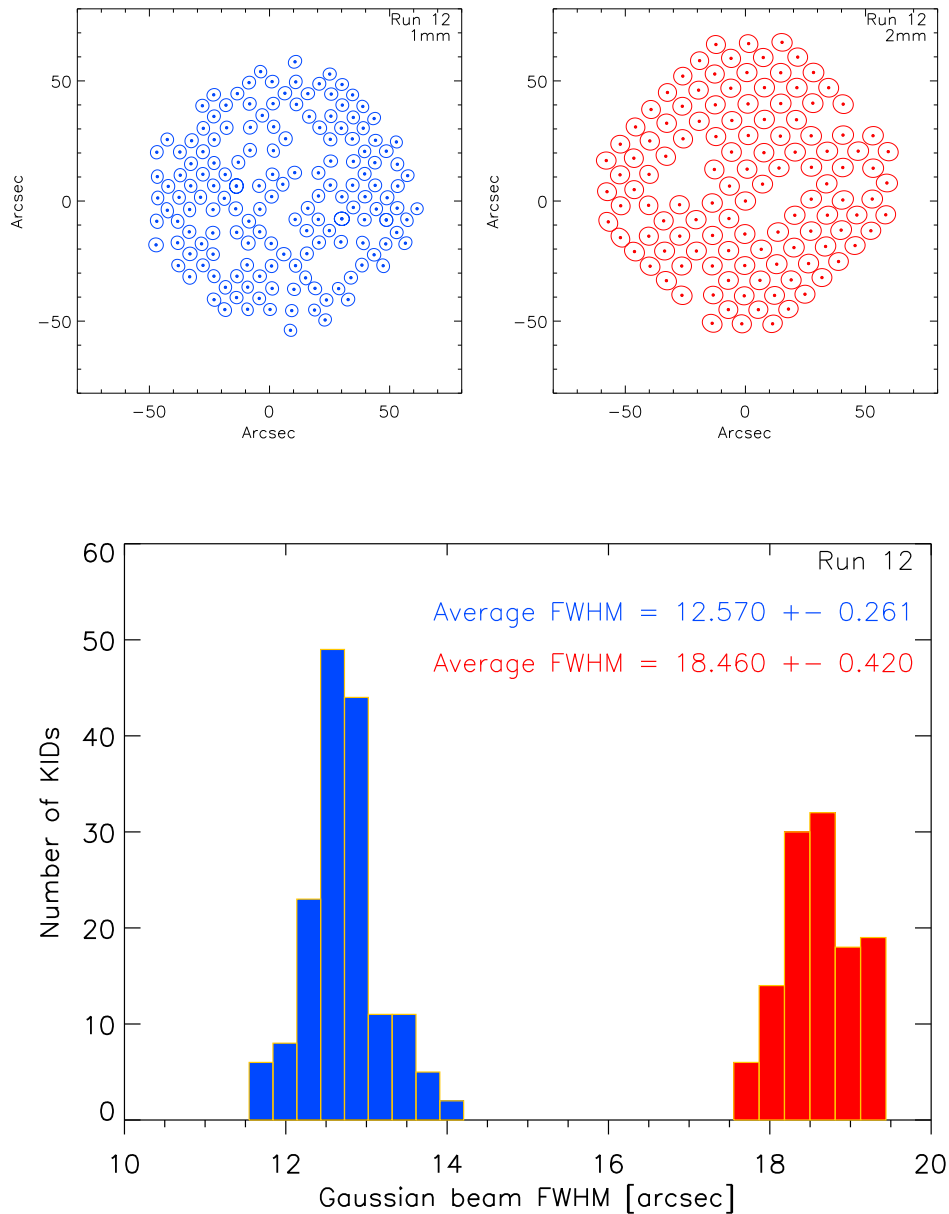 Run 12
1mm
50
0
−50
Arcsec
−50
0
50
Arcsec
Run 12
2mm
50
0
−50
Arcsec
−50
0
50
Arcsec
Run 12
Average FWHM = 12.570 +− 0.261
Average FWHM = 18.460 +− 0.420
60
50
40
30
20
10
0
Number of KIDs
10
12
14
16
18
20
Gaussian beam FWHM [arcsec]